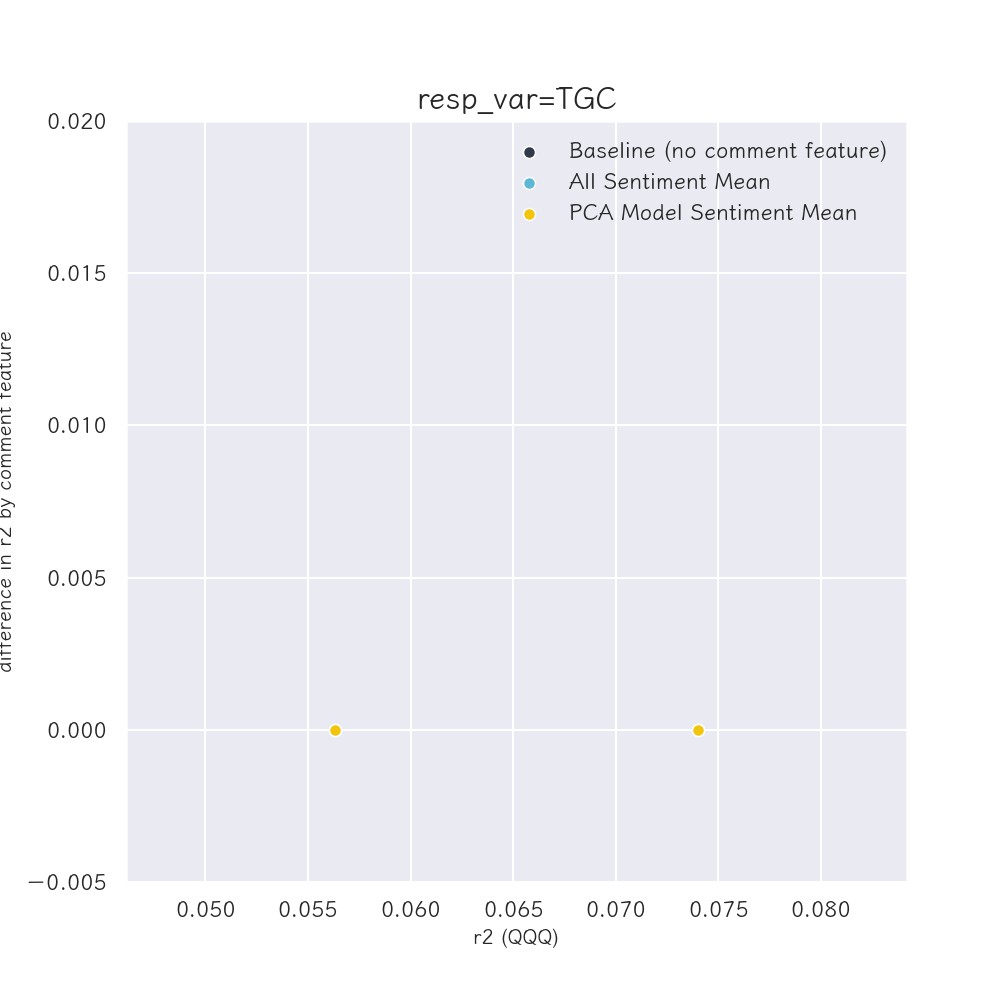 resp_var=TGC
Baseline (no comment feature)
All Sentiment Mean
PCA Model Sentiment Mean
0.020
0.015
0.010
0.005
0.000
−0.005
difference in r2 by comment feature
0.050 0.055 0.060 0.065 0.070 0.075 0.080
r2 (QQQ)